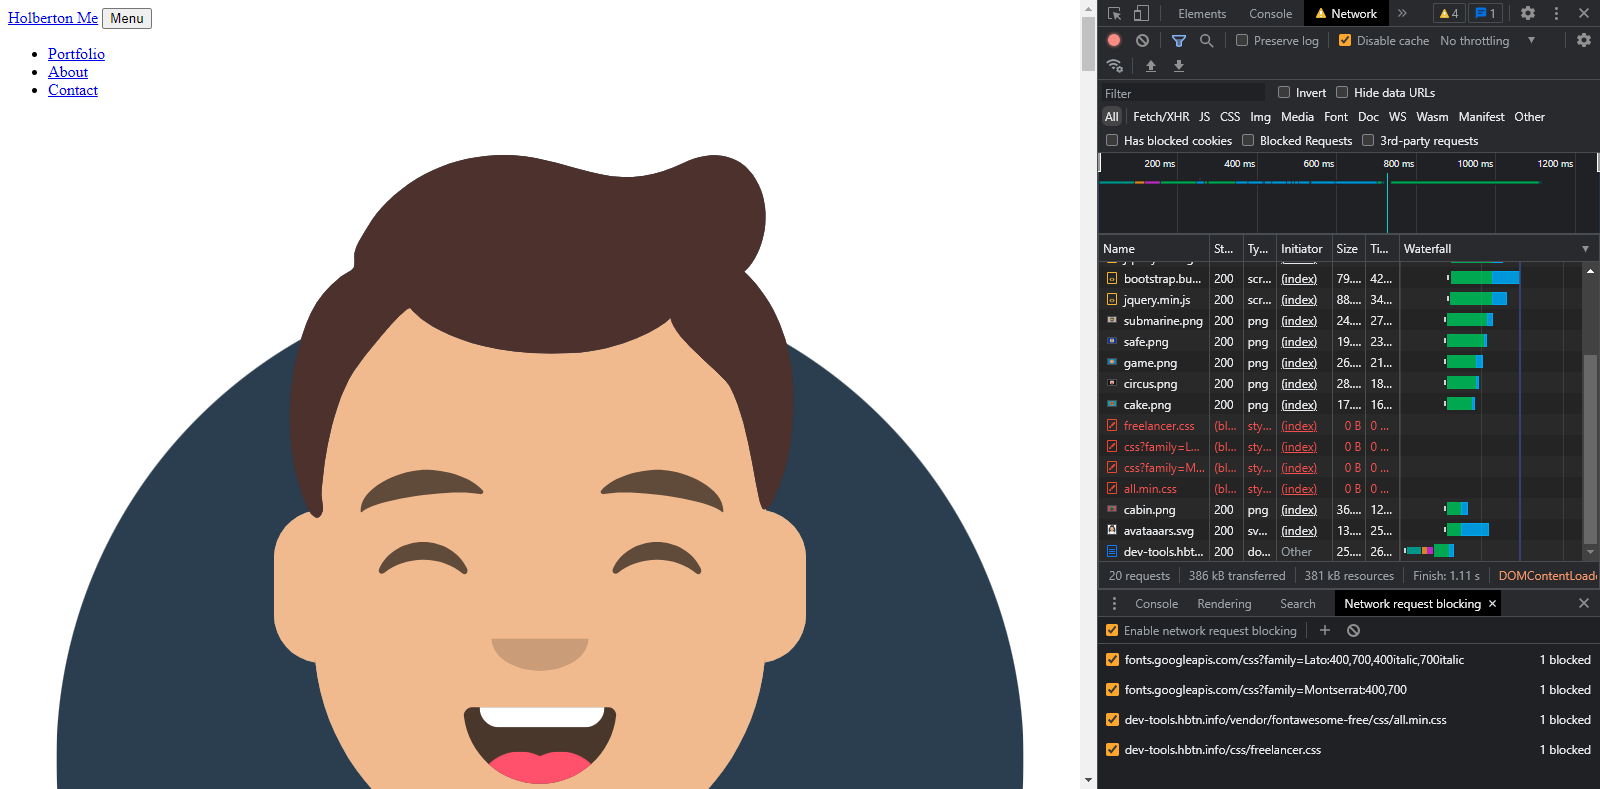 Holberton Me Menu
Portfolio
About
Contact
Elements Console Network » 4 1
Preserve log Disable cache No throttling
Filter Invert Hide data URLs
All Fetch/XHR JS CSS Img Media Font Doc WS Wasm Manifest Other
Has blocked cookies Blocked Requests 3rd-party requests
200 ms 400 ms 600 ms 800 ms 1000 ms 1200 ms
Name St... Ty... Initiator Size Ti... Waterfall
bootstrap.bu... 200 scr... (index) 79.... 42...
jquery.min.js 200 scr... (index) 88.... 34...
submarine.png 200 png (index) 24.... 27...
safe.png 200 png (index) 19.... 23...
game.png 200 png (index) 26.... 21...
circus.png 200 png (index) 28.... 18...
cake.png 200 png (index) 17.... 16...
freelancer.css (bl... sty... (index) 0 B 0 ...
css?family=L... (bl... sty... (index) 0 B 0 ...
css?family=M... (bl... sty... (index) 0 B 0 ...
all.min.css (bl... sty... (index) 0 B 0 ...
cabin.png 200 png (index) 36.... 12...
avataaars.svg 200 sv... (index) 13.... 25...
dev-tools.hbt... 200 do... Other 25.... 26...
20 requests 386 kB transferred 381 kB resources Finish: 1.11 s DOMContentLoade
Console Rendering Search Network request blocking ×
Enable network request blocking
fonts.googleapis.com/css?family=Lato:400,700,400italic,700italic 1 blocked
fonts.googleapis.com/css?family=Montserrat:400,700 1 blocked
dev-tools.hbtn.info/vendor/fontawesome-free/css/all.min.css 1 blocked
dev-tools.hbtn.info/css/freelancer.css 1 blocked